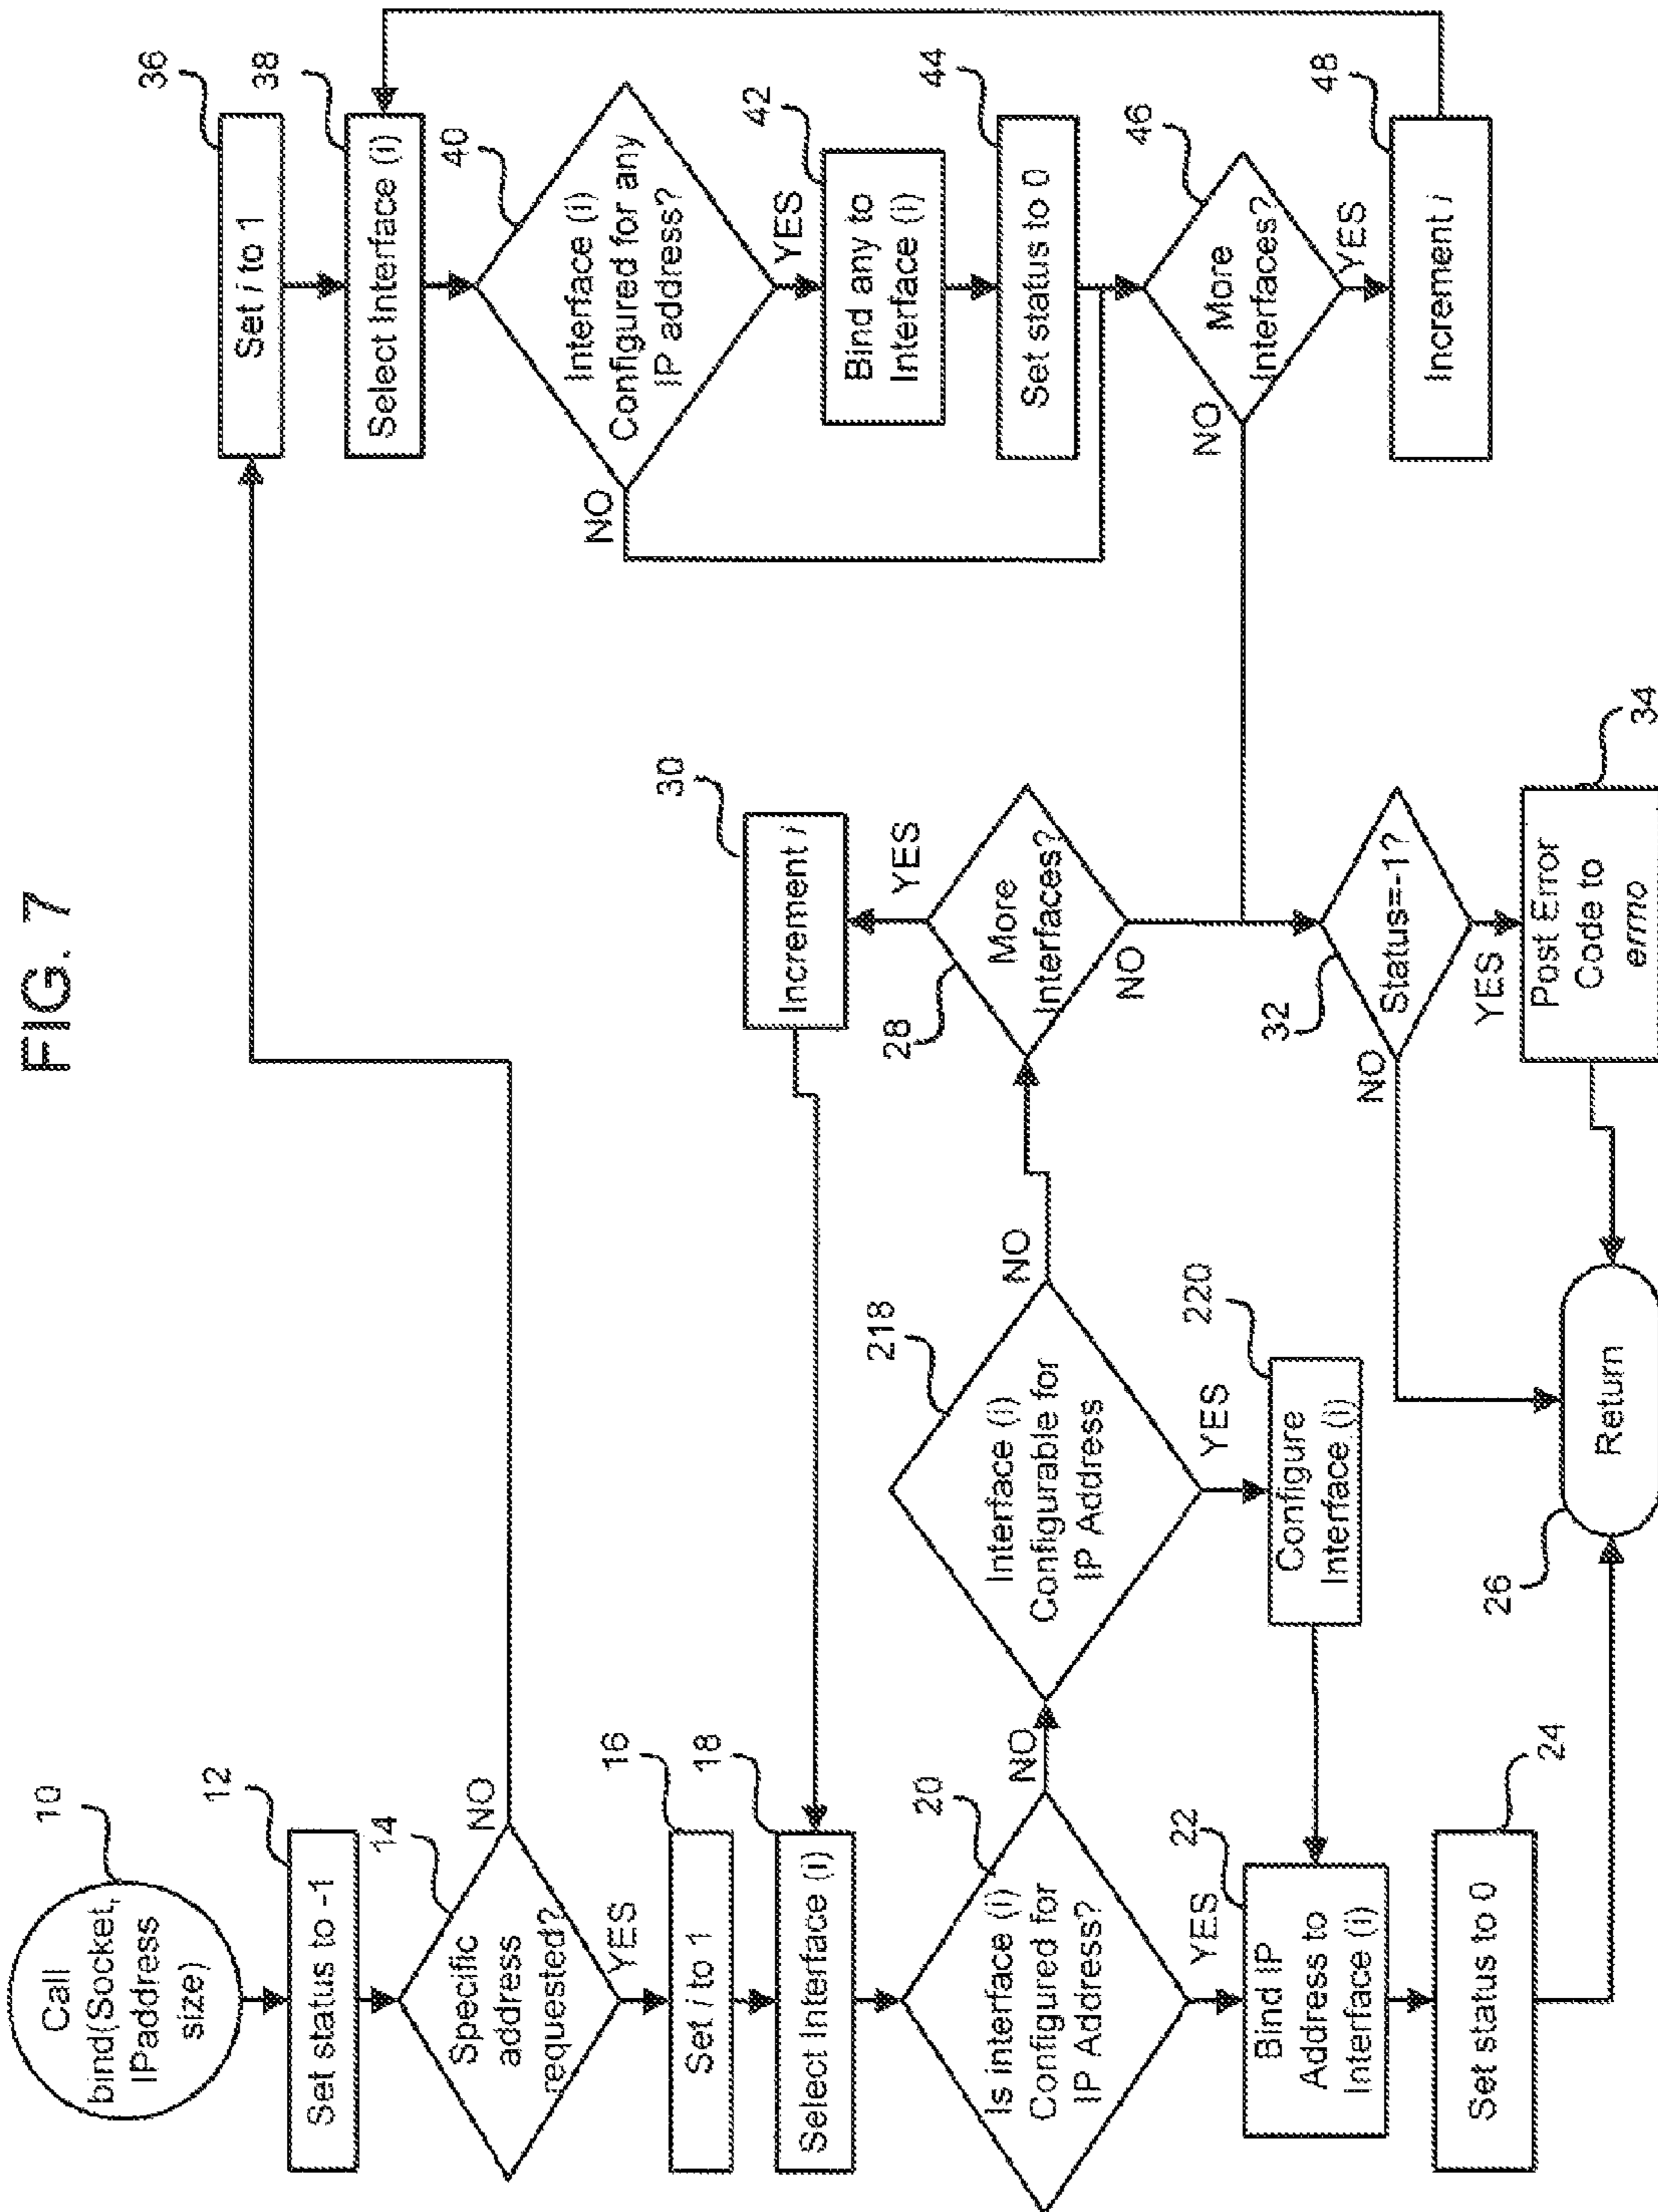 FIG. 7
Call
bind(Socket,
IPaddress
size)
10
Set status to -1
12
Specific
address
requested?
14
NO
YES
Set i to 1
16
Select Interface (i)
18
Is interface (i)
Configured for
IP Address?
20
NO
YES
Bind IP
Address to
Interface (i)
22
Set status to 0
24
Interface (i)
Configurable for
IP Address
218
NO
YES
Configure
Interface (i)
220
Return
26
Increment i
30
More
Interfaces?
28
YES
NO
Status=-1?
32
NO
YES
Post Error
Code to
errno
34
Set i to 1
36
Select Interface (i)
38
Interface (i)
Configured for any
IP address?
40
NO
YES
Bind any to
Interface (i)
42
Set status to 0
44
More
Interfaces?
46
NO
YES
Increment i
48